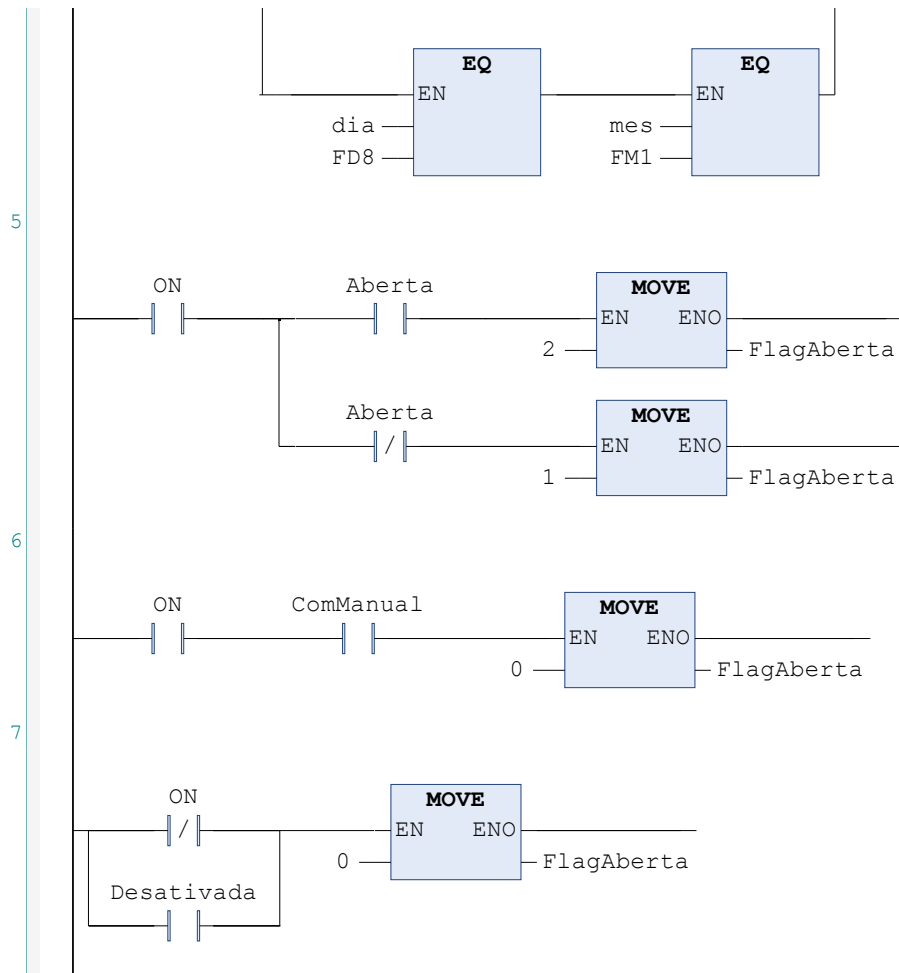 EQ EQ
EN EN
dia mes
FD8 FM1
5
ON Aberta MOVE
EN ENO
2 FlagAberta
Aberta MOVE
/ EN ENO
1 FlagAberta
6
ON ComManual MOVE
EN ENO
0 FlagAberta
7
ON MOVE
/ EN ENO
0 FlagAberta
Desativada